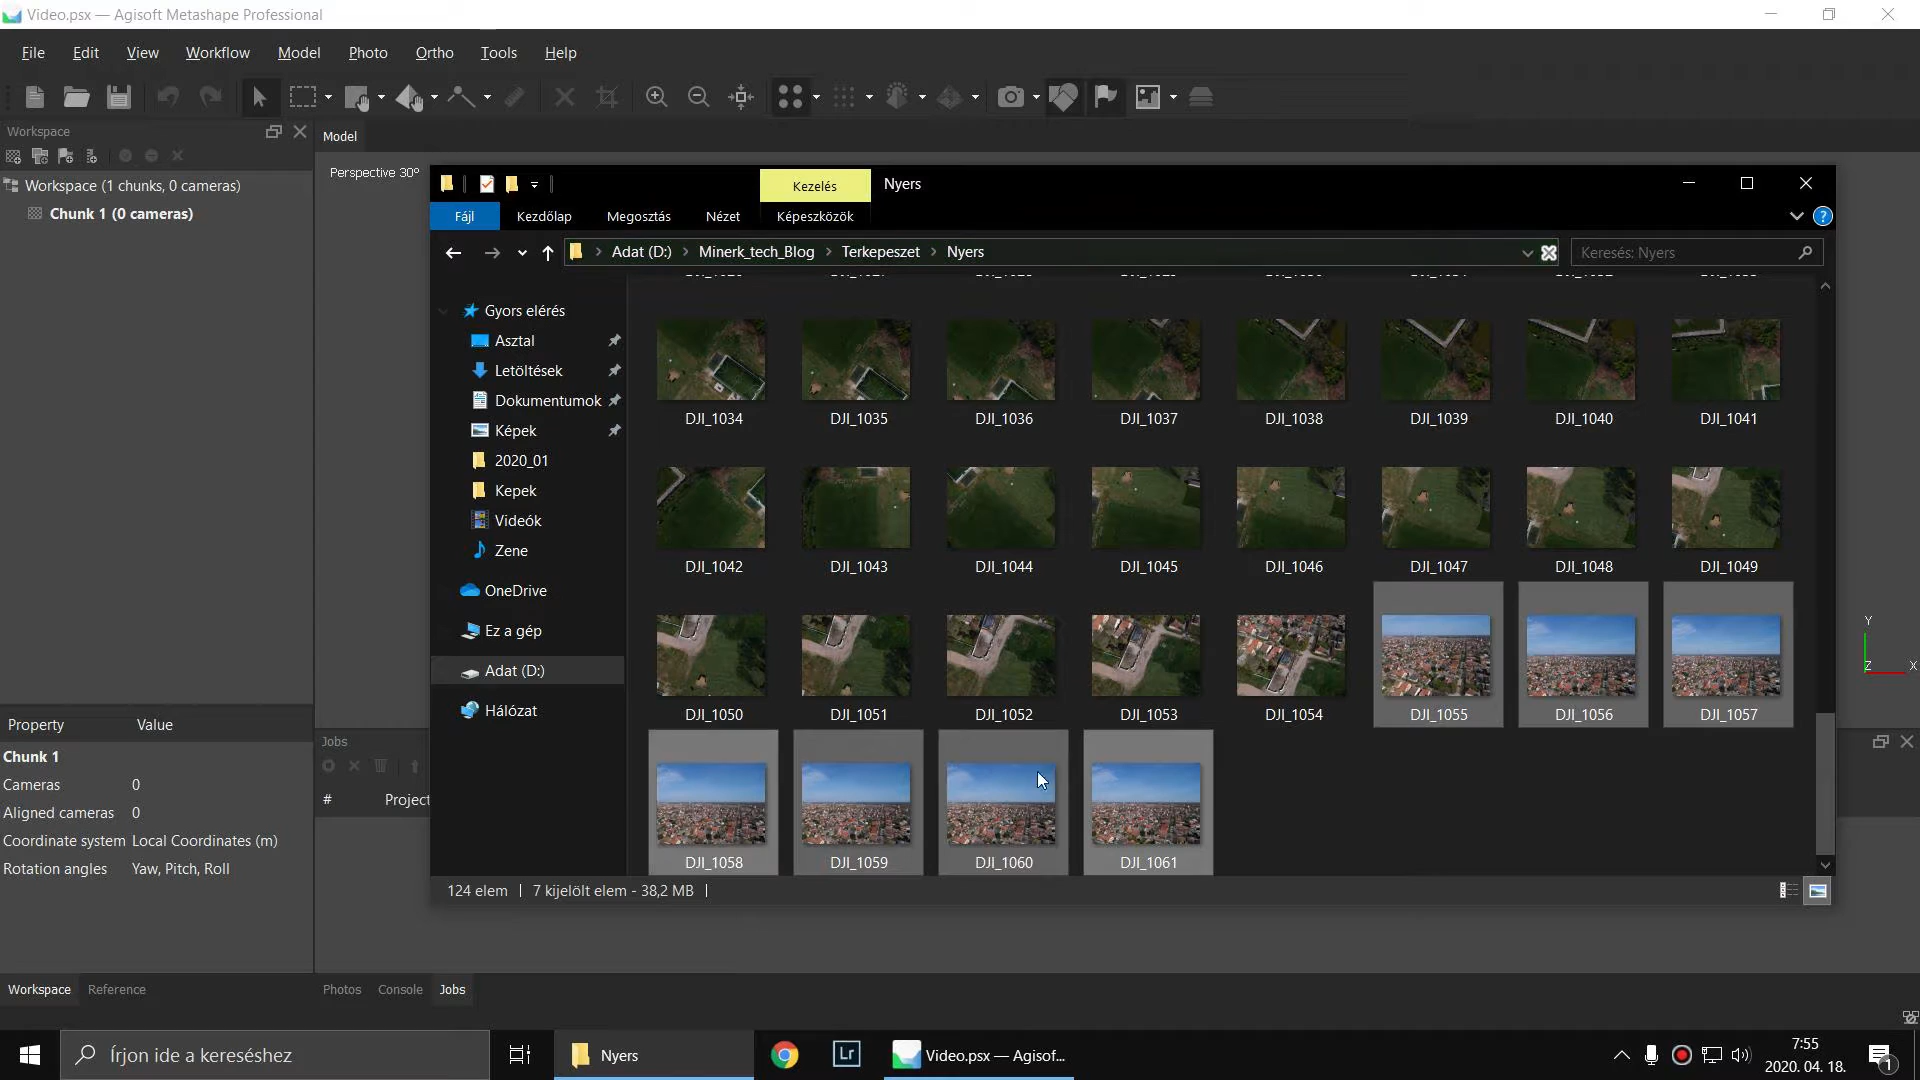 Video.psx — Agisoft Metashape Professional
File Edit View Workflow Model Photo Ortho Tools Help
Workspace
Model
Perspective 30°
Workspace (1 chunks, 0 cameras)
Chunk 1 (0 cameras)
Kezelés Nyers
Fájl Kezdőlap Megosztás Nézet Képeszközök
Adat (D:) Minerk_tech_Blog Terkepeszet Nyers
Keresés: Nyers
Gyors elérés
Asztal
Letöltések
Dokumentumok
Képek
2020_01
Kepek
Videók
Zene
OneDrive
Ez a gép
Adat (D:)
Hálózat
DJI_1034 DJI_1035 DJI_1036 DJI_1037 DJI_1038 DJI_1039 DJI_1040 DJI_1041
DJI_1042 DJI_1043 DJI_1044 DJI_1045 DJI_1046 DJI_1047 DJI_1048 DJI_1049
DJI_1050 DJI_1051 DJI_1052 DJI_1053 DJI_1054 DJI_1055 DJI_1056 DJI_1057
DJI_1058 DJI_1059 DJI_1060 DJI_1061
124 elem 7 kijelölt elem - 38,2 MB
Y
Z X
Property Value
Chunk 1
Cameras 0
Aligned cameras 0
Coordinate system Local Coordinates (m)
Rotation angles Yaw, Pitch, Roll
Jobs
# Project
Workspace Reference
Photos Console Jobs
Írjon ide a kereséshez
Nyers
Lr
Video.psx — Agisof...
7:55
2020. 04. 18.
1